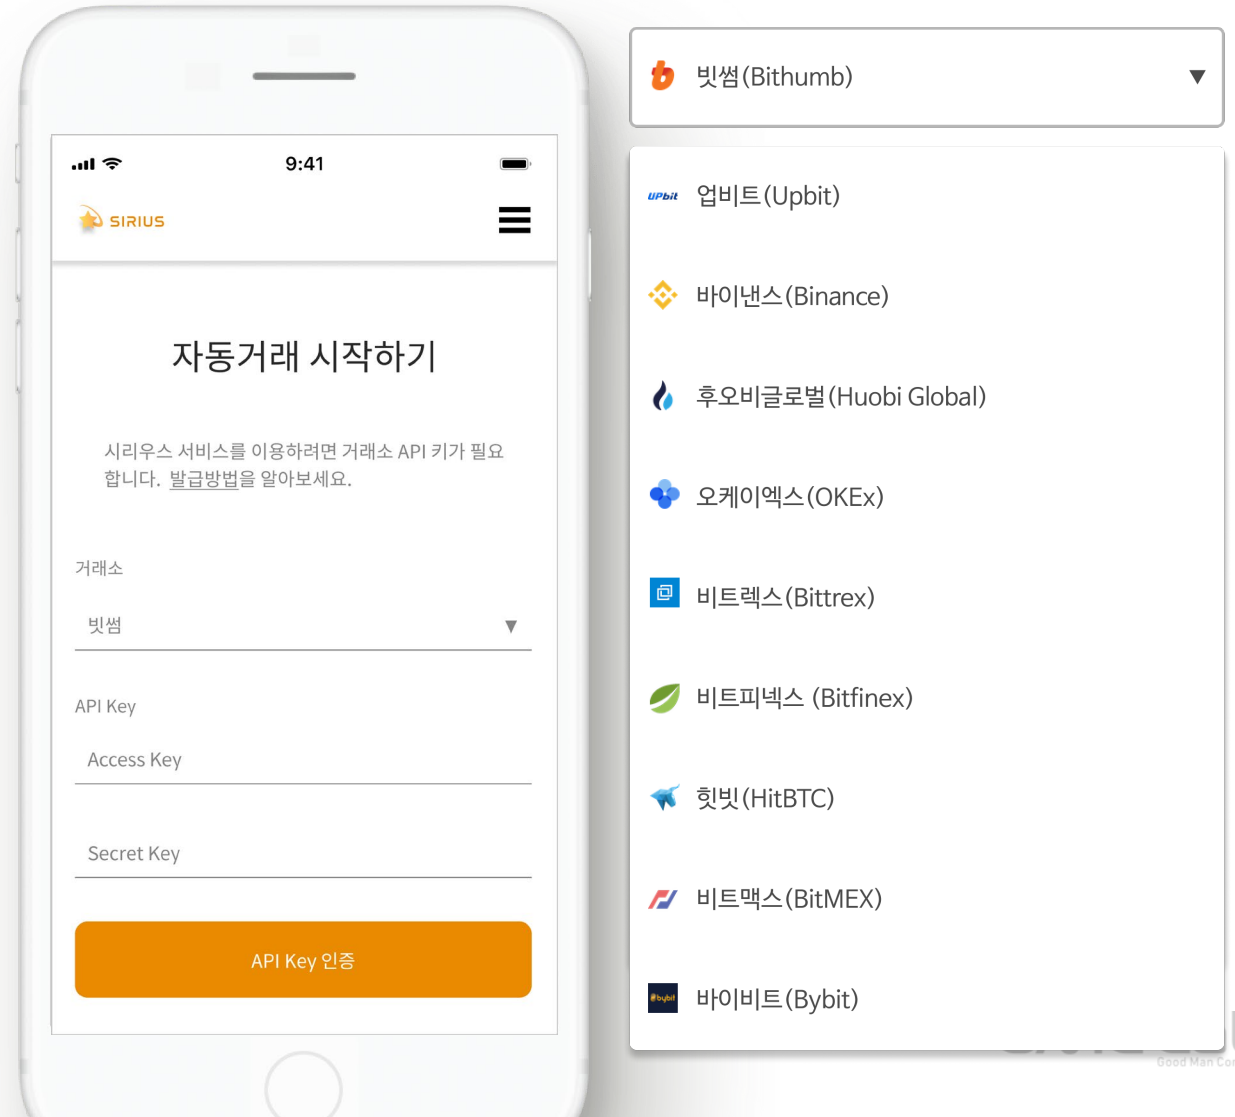 9:41
SIRIUS
자동거래 시작하기
시리우스 서비스를 이용하려면 거래소 API 키가 필요
합니다. 발급방법을 알아보세요.
거래소
빗썸 ▼
API Key
Access Key
Secret Key
API Key 인증
빗썸(Bithumb) ▼
UPbit 업비트(Upbit)
바이낸스(Binance)
후오비글로벌(Huobi Global)
오케이엑스(OKEx)
비트렉스(Bittrex)
비트피넥스 (Bitfinex)
힛빗(HitBTC)
비트맥스(BitMEX)
bybit 바이비트(Bybit)
Good Man